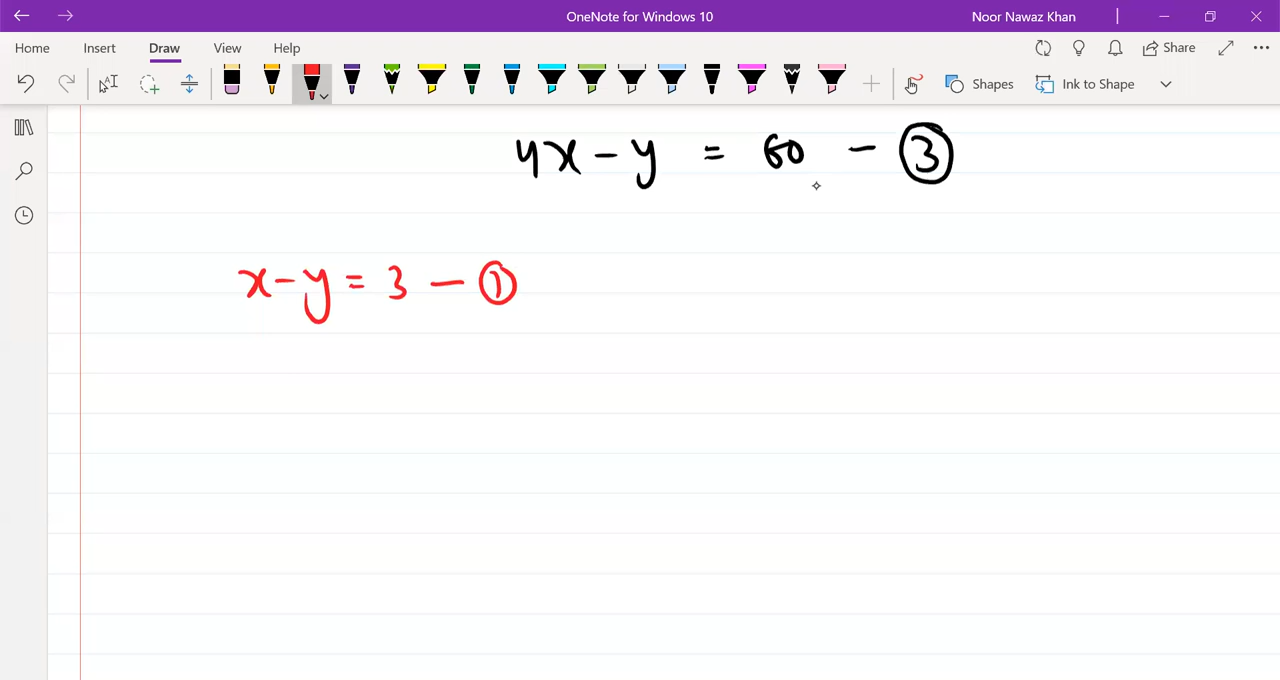 OneNote for Windows 10
Noor Nawaz Khan
Home Insert Draw View Help
Share
Shapes
Ink to Shape
4x - y = 60 - ③
x - y = 3 - ①